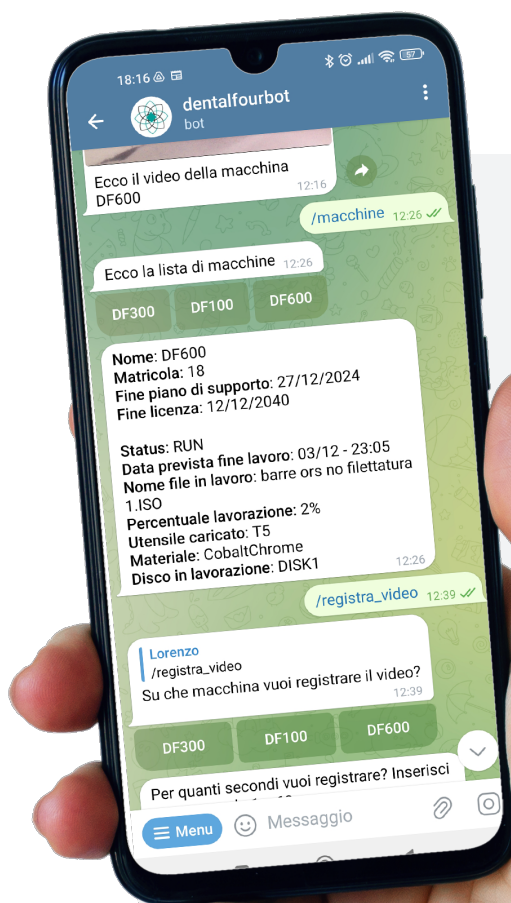 18:16
57
dentalfourbot
bot
Ecco il video della macchina
DF600
12:16
/macchine 12:26
Ecco la lista di macchine 12:26
DF300 DF100 DF600
Nome: DF600
Matricola: 18
Fine piano di supporto: 27/12/2024
Fine licenza: 12/12/2040
Status: RUN
Data prevista fine lavoro: 03/12 - 23:05
Nome file in lavoro: barre ors no filettatura
1.ISO
Percentuale lavorazione: 2%
Utensile caricato: T5
Materiale: CobaltChrome
Disco in lavorazione: DISK1
12:26
/registra_video 12:39
Lorenzo
/registra_video
Su che macchina vuoi registrare il video?
12:39
DF300 DF100 DF600
Per quanti secondi vuoi registrare? Inserisci
Menu Messaggio